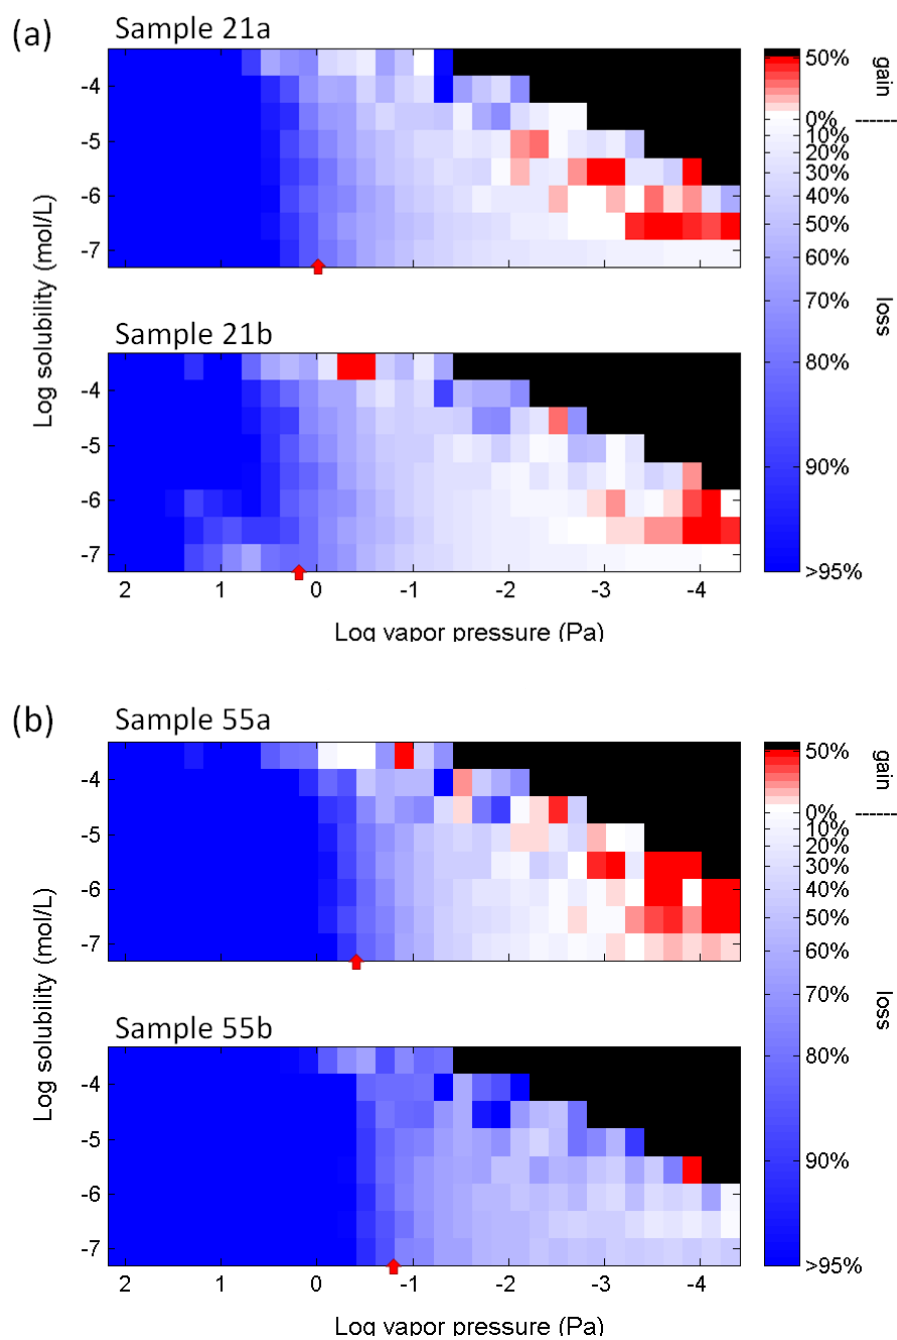 (a)
Sample 21a
-4
-5
-6
-7
Sample 21b
-4
-5
-6
-7
2 1 0 -1 -2 -3 -4
Log vapor pressure (Pa)
Log solubility (mol/L)
50%
0%
10%
20%
30%
40%
50%
60%
70%
80%
90%
>95%
gain
loss
(b)
Sample 55a
-4
-5
-6
-7
Sample 55b
-4
-5
-6
-7
2 1 0 -1 -2 -3 -4
Log vapor pressure (Pa)
Log solubility (mol/L)
50%
0%
10%
20%
30%
40%
50%
60%
70%
80%
90%
>95%
gain
loss